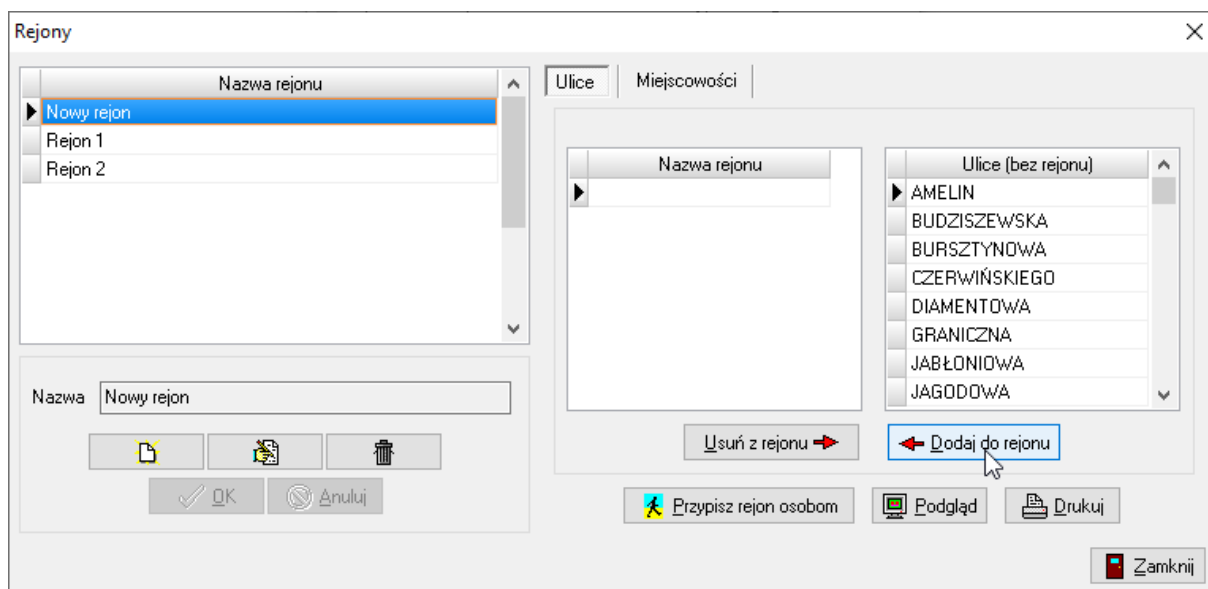 Rejony
Nazwa rejonu
Nowy rejon
Rejon 1
Rejon 2
Nazwa Nowy rejon
OK Anuluj
Ulice Miejscowości
Nazwa rejonu
Ulice (bez rejonu)
AMELIN
BUDZISZEWSKA
BURSZTYNOWA
CZERWIŃSKIEGO
DIAMENTOWA
GRANICZNA
JABŁONIOWA
JAGODOWA
Usuń z rejonu Dodaj do rejonu
Przypisz rejon osobom Podgląd Drukuj
Zamknij